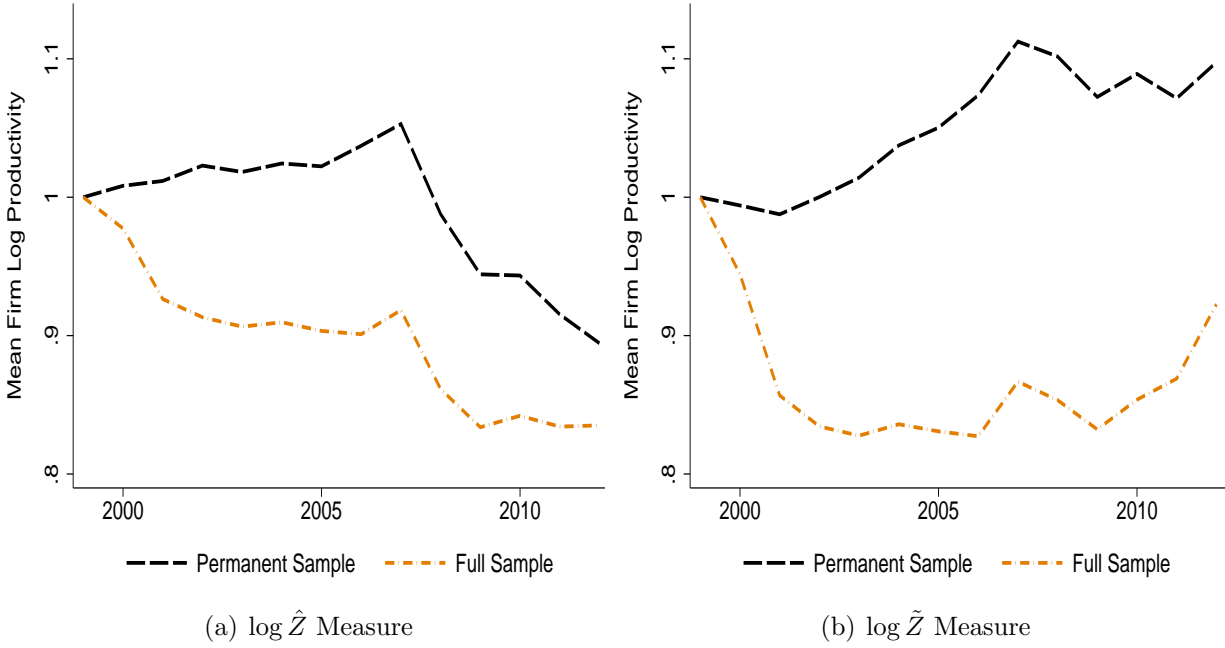 Mean Firm Log Productivity
1.1
1
.9
.8
2000 2005 2010
Permanent Sample Full Sample
(a) log Ẑ Measure
Mean Firm Log Productivity
1.1
1
.9
.8
2000 2005 2010
Permanent Sample Full Sample
(b) log Z̃ Measure